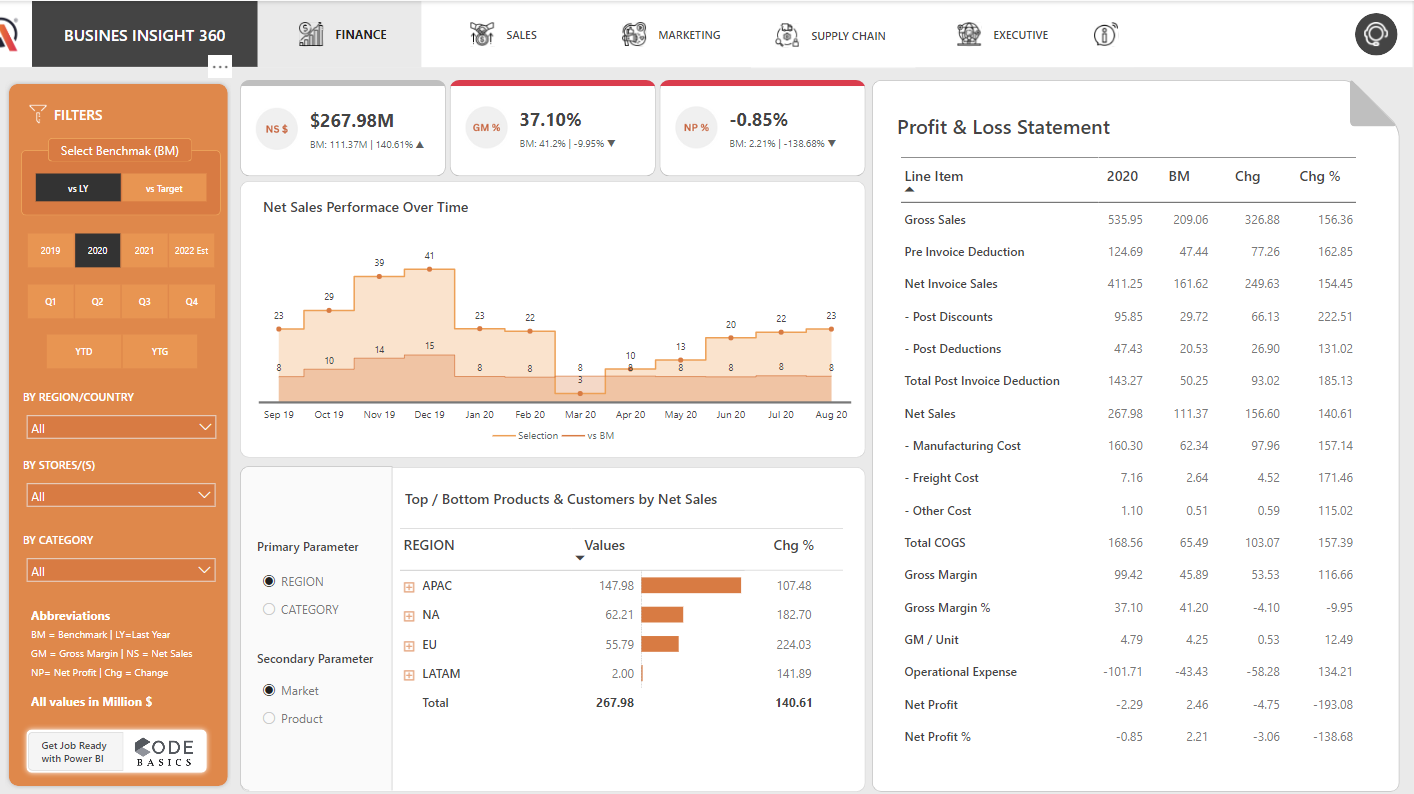 BUSINES INSIGHT 360
...
FINANCE
SALES
MARKETING
SUPPLY CHAIN
EXECUTIVE
FILTERS
Select Benchmak (BM)
vs LY
vs Target
2019
2020
2021
2022 Est
Q1
Q2
Q3
Q4
YTD
YTG
BY REGION/COUNTRY
All
BY STORES/(S)
All
BY CATEGORY
All
Abbreviations
BM = Benchmark | LY=Last Year
GM = Gross Margin | NS = Net Sales
NP= Net Profit | Chg = Change
All values in Million $
Get Job Ready
with Power BI
CODE
BASICS
NS $
$267.98M
BM: 111.37M | 140.61% ▲
GM %
37.10%
BM: 41.2% | -9.95% ▼
NP %
-0.85%
BM: 2.21% | -138.68% ▼
Net Sales Performace Over Time
23 29 39 41 23 22 3 10 13 20 22 23
8 10 14 15 8 8 8 8 8 8 8
Sep 19 Oct 19 Nov 19 Dec 19 Jan 20 Feb 20 Mar 20 Apr 20 May 20 Jun 20 Jul 20 Aug 20
Selection vs BM
Primary Parameter
REGION
CATEGORY
Secondary Parameter
Market
Product
Top / Bottom Products & Customers by Net Sales
REGION Values Chg %
APAC 147.98 107.48
NA 62.21 182.70
EU 55.79 224.03
LATAM 2.00 141.89
Total 267.98 140.61
Profit & Loss Statement
Line Item 2020 BM Chg Chg %
Gross Sales 535.95 209.06 326.88 156.36
Pre Invoice Deduction 124.69 47.44 77.26 162.85
Net Invoice Sales 411.25 161.62 249.63 154.45
- Post Discounts 95.85 29.72 66.13 222.51
- Post Deductions 47.43 20.53 26.90 131.02
Total Post Invoice Deduction 143.27 50.25 93.02 185.13
Net Sales 267.98 111.37 156.60 140.61
- Manufacturing Cost 160.30 62.34 97.96 157.14
- Freight Cost 7.16 2.64 4.52 171.46
- Other Cost 1.10 0.51 0.59 115.02
Total COGS 168.56 65.49 103.07 157.39
Gross Margin 99.42 45.89 53.53 116.66
Gross Margin % 37.10 41.20 -4.10 -9.95
GM / Unit 4.79 4.25 0.53 12.49
Operational Expense -101.71 -43.43 -58.28 134.21
Net Profit -2.29 2.46 -4.75 -193.08
Net Profit % -0.85 2.21 -3.06 -138.68